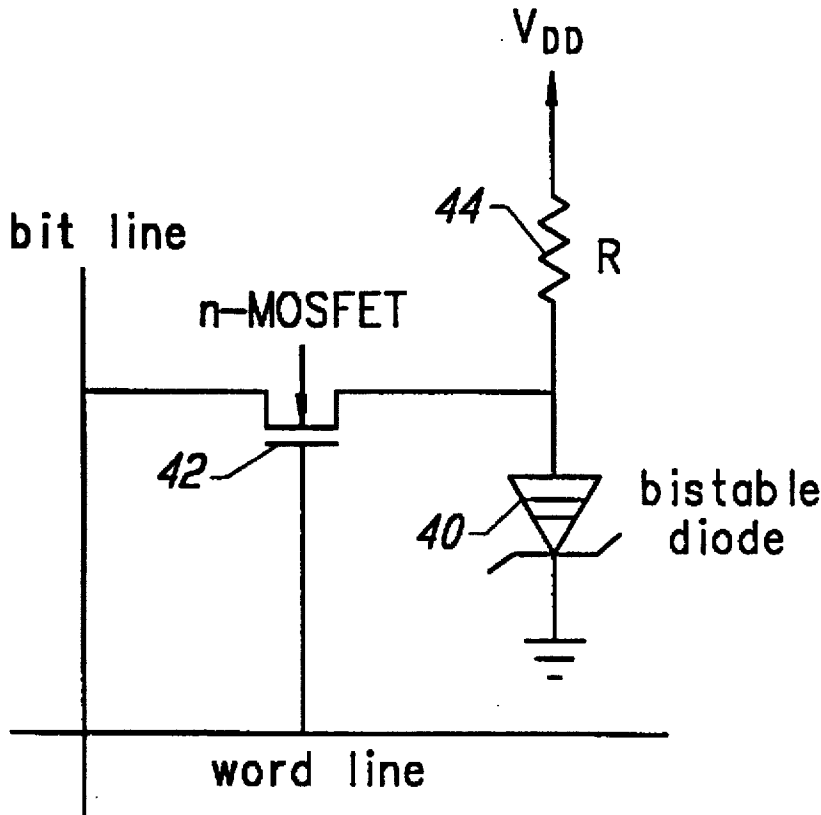 V_DD
44
bit line
R
n-MOSFET
42
40
bistable
diode
word line